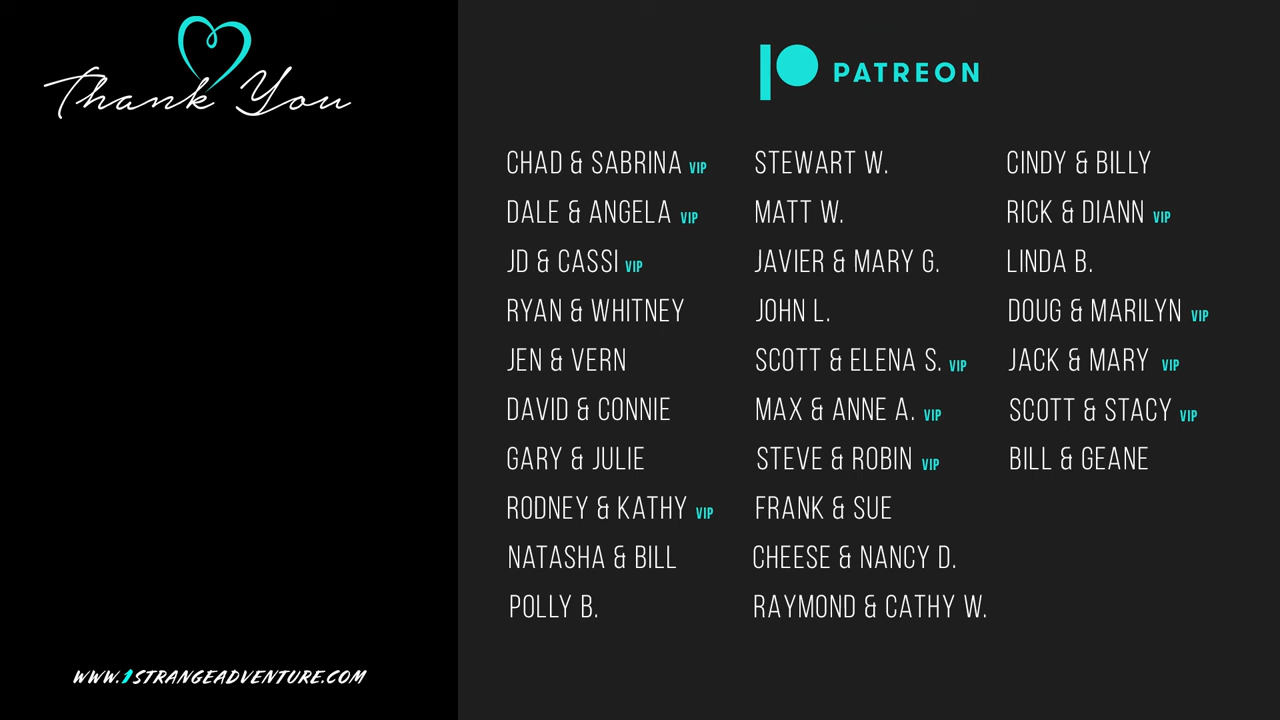 Thank You
PATREON
CHAD & SABRINA VIP
DALE & ANGELA VIP
JD & CASSI VIP
RYAN & WHITNEY
JEN & VERN
DAVID & CONNIE
GARY & JULIE
RODNEY & KATHY VIP
NATASHA & BILL
POLLY B.
STEWART W.
MATT W.
JAVIER & MARY G.
JOHN L.
SCOTT & ELENA S. VIP
MAX & ANNE A. VIP
STEVE & ROBIN VIP
FRANK & SUE
CHEESE & NANCY D.
RAYMOND & CATHY W.
CINDY & BILLY
RICK & DIANN VIP
LINDA B.
DOUG & MARILYN VIP
JACK & MARY VIP
SCOTT & STACY VIP
BILL & GEANE
WWW.1STRANGEADVENTURE.COM